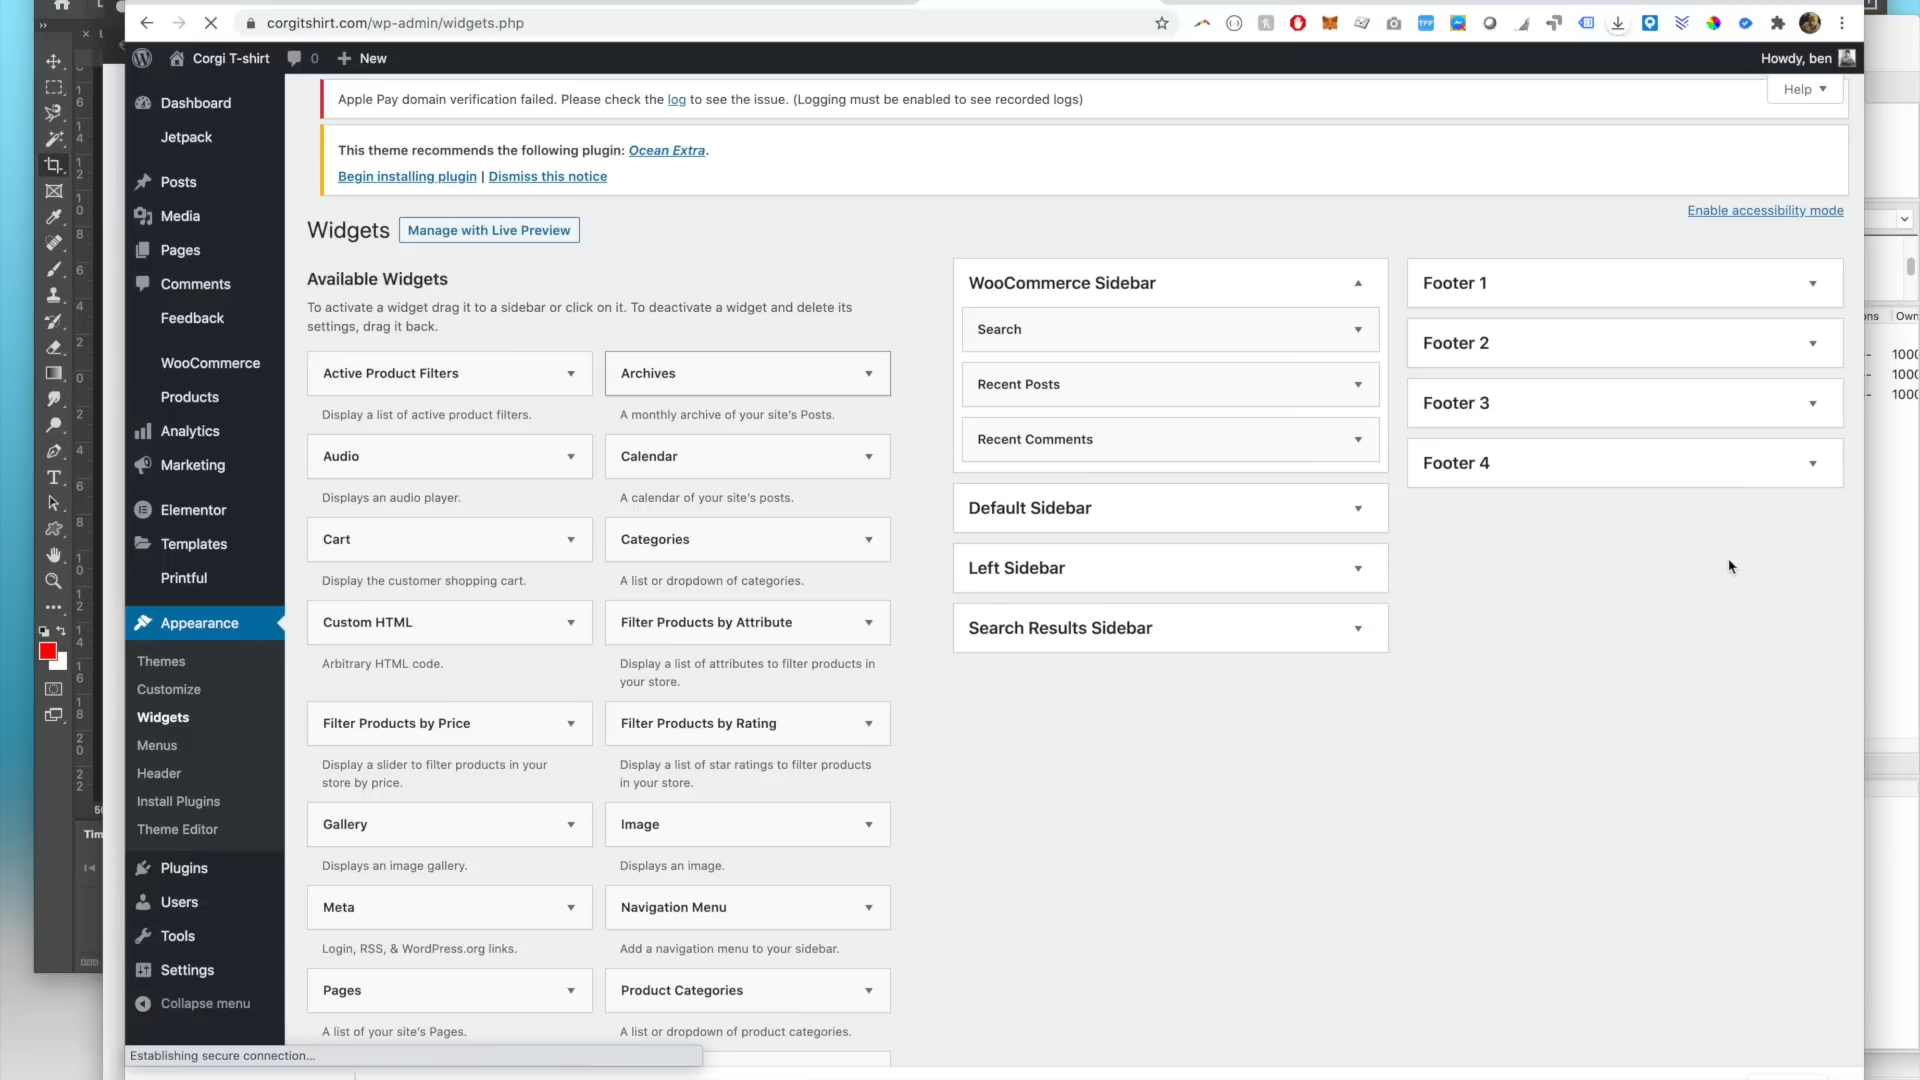 corgitshirt.com/wp-admin/widgets.php
Corgi T-shirt
0
New
Howdy, ben
Dashboard
Jetpack
Posts
Media
Pages
Comments
Feedback
WooCommerce
Products
Analytics
Marketing
Elementor
Templates
Printful
Appearance
Themes
Customize
Widgets
Menus
Header
Install Plugins
Theme Editor
Plugins
Users
Tools
Settings
Collapse menu
Help
Apple Pay domain verification failed. Please check the log to see the issue. (Logging must be enabled to see recorded logs)
This theme recommends the following plugin: Ocean Extra.
Begin installing plugin | Dismiss this notice
Enable accessibility mode
Widgets
Manage with Live Preview
Available Widgets
To activate a widget drag it to a sidebar or click on it. To deactivate a widget and delete its
settings, drag it back.
Active Product Filters
Display a list of active product filters.
Archives
A monthly archive of your site's Posts.
Audio
Displays an audio player.
Calendar
A calendar of your site's posts.
Cart
Display the customer shopping cart.
Categories
A list or dropdown of categories.
Custom HTML
Arbitrary HTML code.
Filter Products by Attribute
Display a list of attributes to filter products in
your store.
Filter Products by Price
Display a slider to filter products in your
store by price.
Filter Products by Rating
Display a list of star ratings to filter products
in your store.
Gallery
Displays an image gallery.
Image
Displays an image.
Meta
Login, RSS, & WordPress.org links.
Navigation Menu
Add a navigation menu to your sidebar.
Pages
A list of your site's Pages.
Product Categories
A list or dropdown of product categories.
WooCommerce Sidebar
Search
Recent Posts
Recent Comments
Default Sidebar
Left Sidebar
Search Results Sidebar
Footer 1
Footer 2
Footer 3
Footer 4
Establishing secure connection...